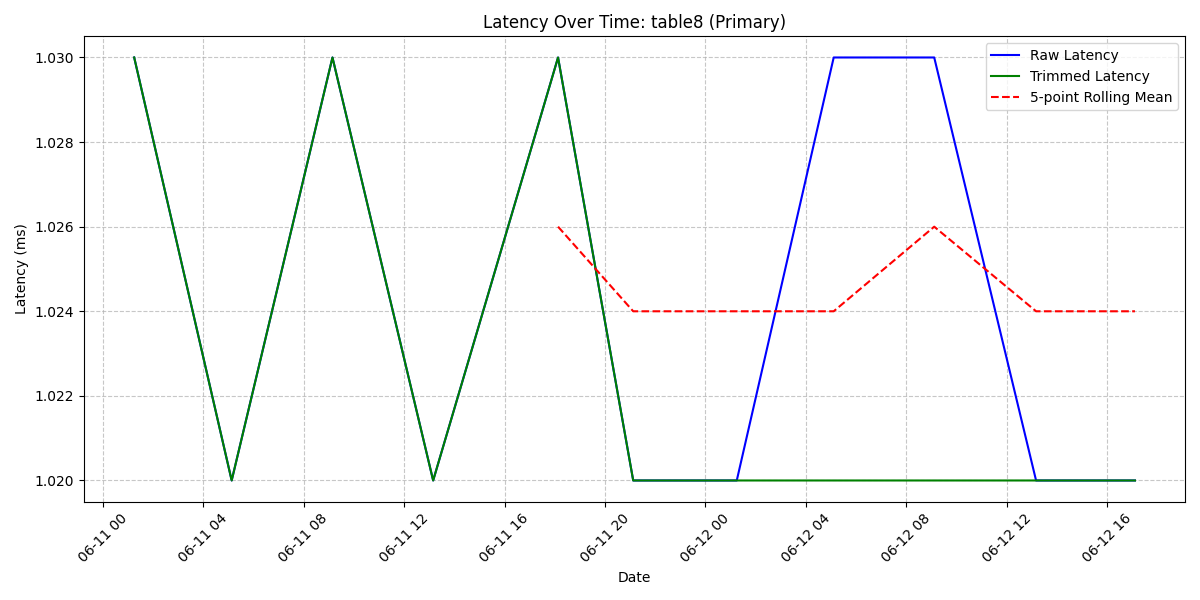 Latency Over Time: table8 (Primary)
Raw Latency
Trimmed Latency
5-point Rolling Mean
Latency (ms)
1.030
1.028
1.026
1.024
1.022
1.020
06-11 00
06-11 04
06-11 08
06-11 12
06-11 16
06-11 20
06-12 00
06-12 04
06-12 08
06-12 12
06-12 16
Date